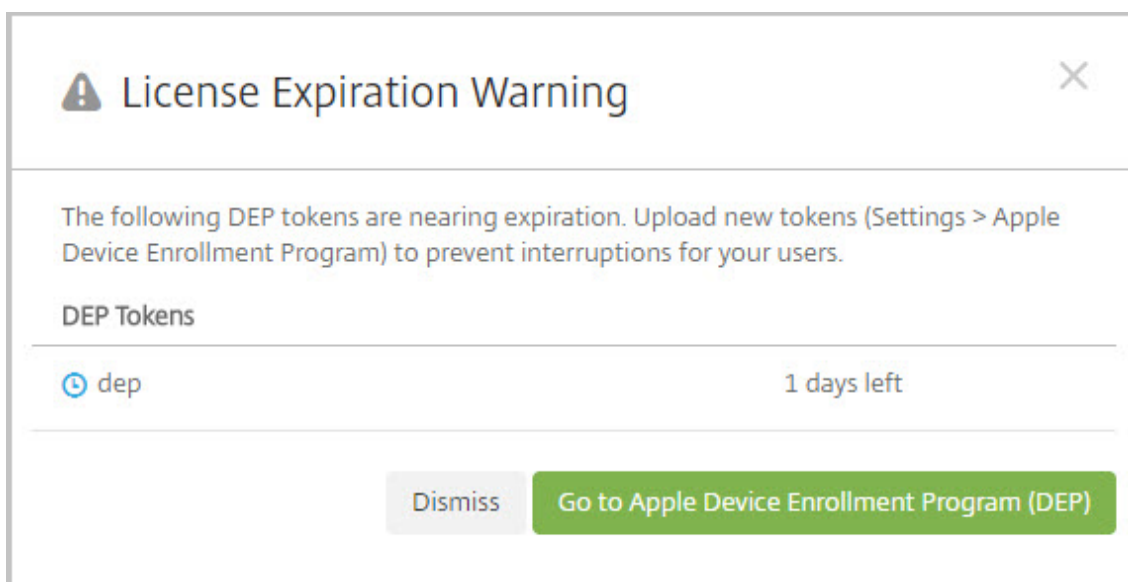 License Expiration Warning
The following DEP tokens are nearing expiration. Upload new tokens (Settings > Apple
Device Enrollment Program) to prevent interruptions for your users.
DEP Tokens
dep 1 days left
Dismiss Go to Apple Device Enrollment Program (DEP)